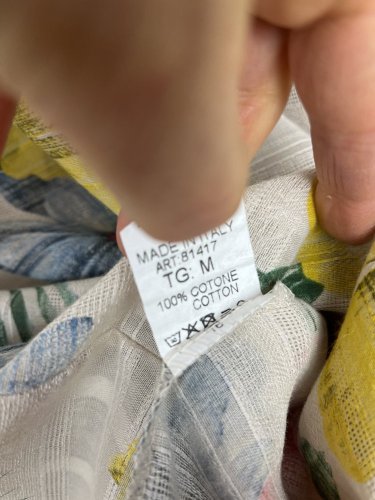 MADE IN ITALY
ART:81417
TG: M
100% COTONE
COTTON